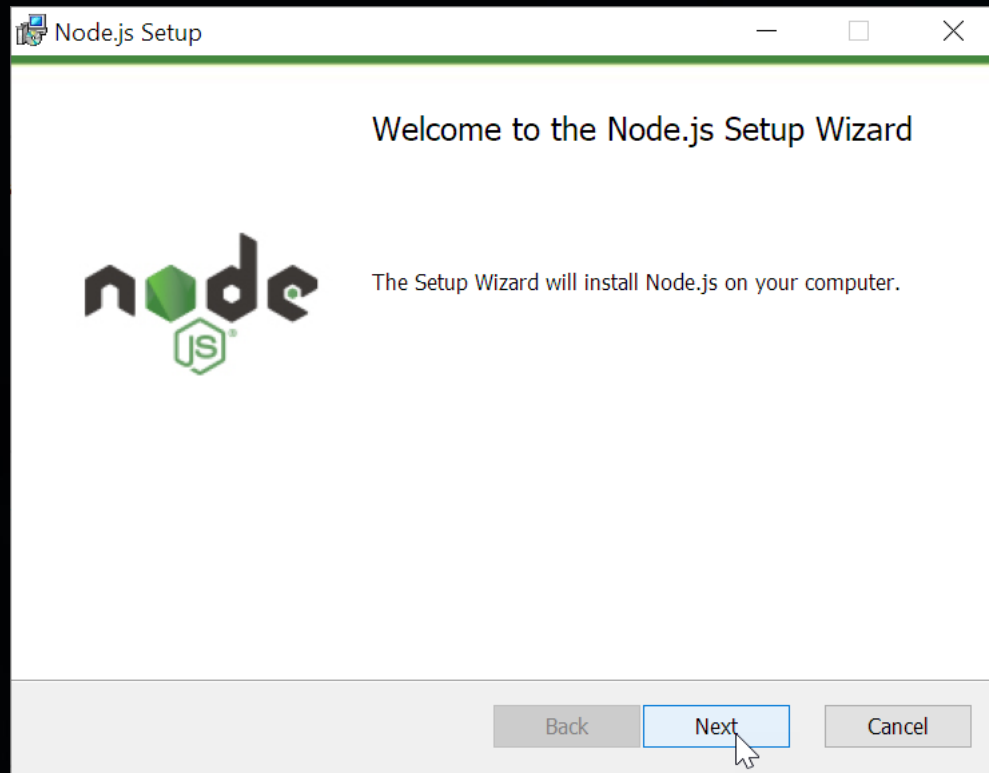 Node.js Setup
Welcome to the Node.js Setup Wizard
node
JS®
The Setup Wizard will install Node.js on your computer.
Back
Next
Cancel